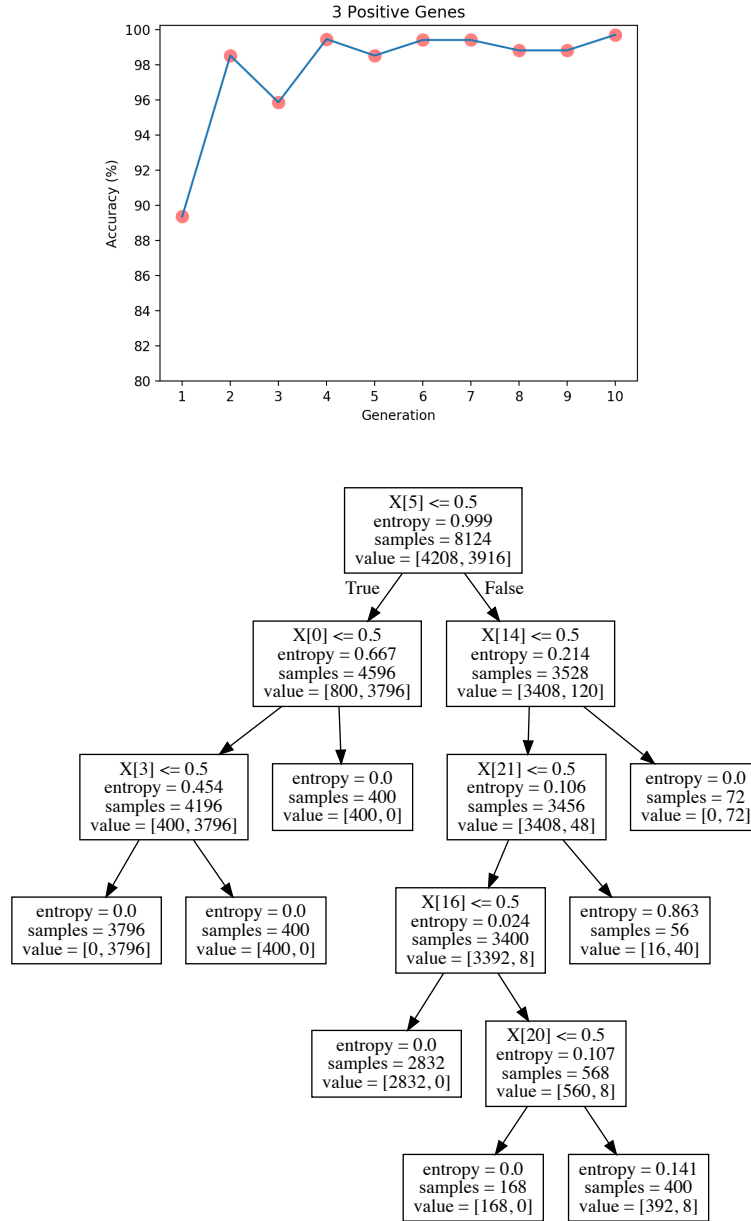 3 Positive Genes
100
98
96
94
92
90
88
86
84
82
80
Accuracy (%)
1 2 3 4 5 6 7 8 9 10
Generation
X[5] <= 0.5
entropy = 0.999
samples = 8124
value = [4208, 3916]
True
False
X[0] <= 0.5
entropy = 0.667
samples = 4596
value = [800, 3796]
X[14] <= 0.5
entropy = 0.214
samples = 3528
value = [3408, 120]
X[3] <= 0.5
entropy = 0.454
samples = 4196
value = [400, 3796]
entropy = 0.0
samples = 400
value = [400, 0]
X[21] <= 0.5
entropy = 0.106
samples = 3456
value = [3408, 48]
entropy = 0.0
samples = 72
value = [0, 72]
entropy = 0.0
samples = 3796
value = [0, 3796]
entropy = 0.0
samples = 400
value = [400, 0]
X[16] <= 0.5
entropy = 0.024
samples = 3400
value = [3392, 8]
entropy = 0.863
samples = 56
value = [16, 40]
entropy = 0.0
samples = 2832
value = [2832, 0]
X[20] <= 0.5
entropy = 0.107
samples = 568
value = [560, 8]
entropy = 0.0
samples = 168
value = [168, 0]
entropy = 0.141
samples = 400
value = [392, 8]